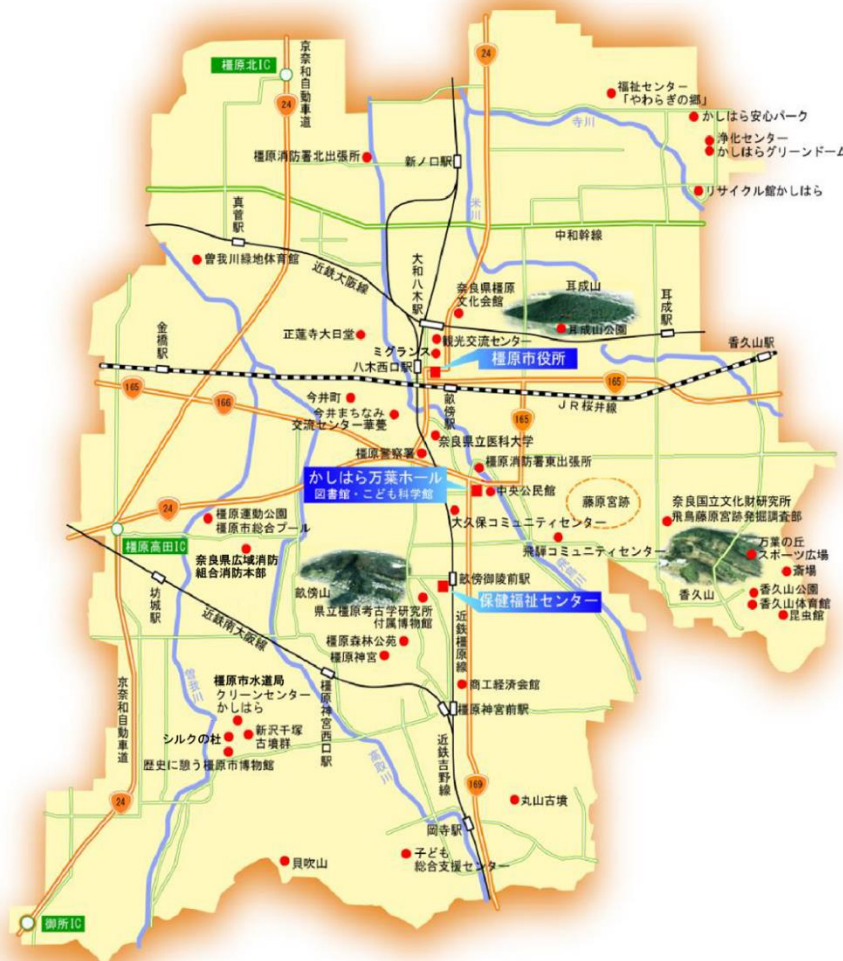 橿原北IC
京奈和自動車道
24
24
福祉センター
「やわらぎの郷」
かしはら安心パーク
寺川
浄化センター
かしはらグリーンドーム
橿原消防署北出張所
新ノ口駅
リサイクル館かしはら
米川
真菅駅
中和幹線
曽我川緑地体育館
近鉄大阪線
大和八木駅
奈良県橿原
文化会館
耳成山
耳成駅
耳成山公園
金橋駅
正蓮寺大日堂
観光交流センター
ミグランス
八木西口駅
橿原市役所
香久山駅
165
166
165
165
畝傍駅
JR桜井線
今井町
今井まちなみ
交流センター華甍
奈良県立医科大学
橿原警察署
橿原消防署東出張所
かしはら万葉ホール
図書館・こども科学館
中央公民館
藤原宮跡
奈良国立文化財研究所
飛鳥藤原宮跡発掘調査部
24
橿原運動公園
橿原市総合プール
大久保コミュニティセンター
橿原高田IC
奈良県広域消防
組合消防本部
飛騨コミュニティセンター
万葉の丘
スポーツ広場
斎場
飛鳥川
畝傍山
畝傍御陵前駅
香久山
坊城駅
県立橿原考古学研究所
付属博物館
保健福祉センター
香久山公園
香久山体育館
昆虫館
近鉄南大阪線
橿原森林公苑
橿原神宮
近鉄橿原線
曽我川
橿原市水道局
クリーンセンター
かしはら
橿原神宮西口駅
商工経済会館
橿原神宮前駅
京奈和自動車道
シルクの杜
新沢千塚
古墳群
歴史に憩う橿原市博物館
高取川
近鉄吉野線
169
24
丸山古墳
岡寺駅
貝吹山
子ども
総合支援センター
御所IC